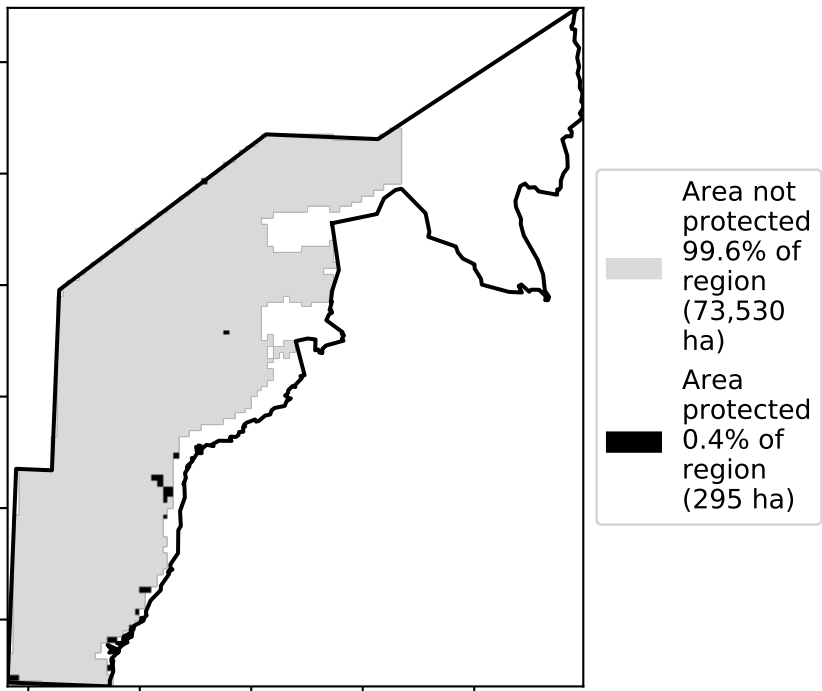 Area not
protected
99.6% of
region
(73,530
ha)
Area
protected
0.4% of
region
(295 ha)